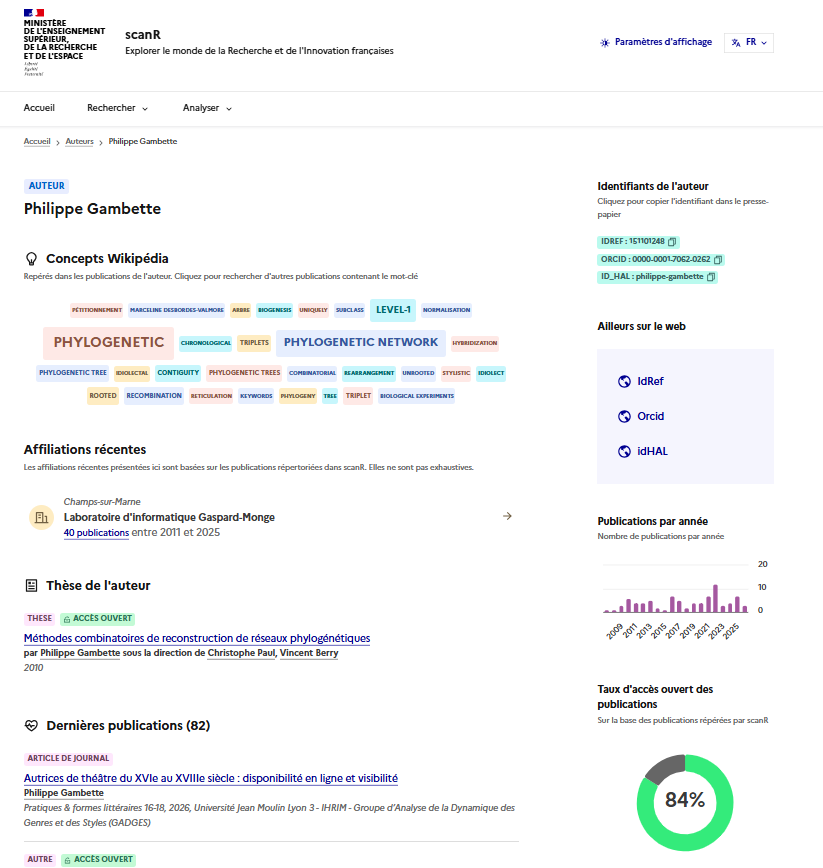 MINISTÈRE
DE L'ENSEIGNEMENT
SUPÉRIEUR,
DE LA RECHERCHE
ET DE L'ESPACE
Liberté
Égalité
Fraternité
scanR
Explorer le monde de la Recherche et de l'Innovation françaises
Paramètres d'affichage
FR
Accueil
Rechercher
Analyser
Accueil > Auteurs > Philippe Gambette
AUTEUR
Philippe Gambette
Concepts Wikipédia
Repérés dans les publications de l'auteur. Cliquez pour rechercher d'autres publications contenant le mot-clé
PÉTITIONNEMENT MARCELINE DESBORDES-VALMORE ARBRE BIOGENESIS UNIQUELY SUBCLASS LEVEL-1 NORMALISATION
PHYLOGENETIC CHRONOLOGICAL TRIPLETS PHYLOGENETIC NETWORK HYBRIDIZATION
PHYLOGENETIC TREE IDIOLECTAL CONTIGUITY PHYLOGENETIC TREES COMBINATORIAL REARRANGEMENT UNROOTED STYLISTIC IDIOLECT
ROOTED RECOMBINATION RETICULATION KEYWORDS PHYLOGENY TREE TRIPLET BIOLOGICAL EXPERIMENTS
Affiliations récentes
Les affiliations récentes présentées ici sont basées sur les publications répertoriées dans scanR. Elles ne sont pas exhaustives.
Champs-sur-Marne
Laboratoire d'informatique Gaspard-Monge
40 publications entre 2011 et 2025
Thèse de l'auteur
THESE ACCÈS OUVERT
Méthodes combinatoires de reconstruction de réseaux phylogénétiques
par Philippe Gambette sous la direction de Christophe Paul, Vincent Berry
2010
Dernières publications (82)
ARTICLE DE JOURNAL
Autrices de théâtre du XVIe au XVIIIe siècle : disponibilité en ligne et visibilité
Philippe Gambette
Pratiques & formes littéraires 16-18, 2026, Université Jean Moulin Lyon 3 - IHRIM - Groupe d'Analyse de la Dynamique des
Genres et des Styles (GADGES)
AUTRE ACCÈS OUVERT
Identifiants de l'auteur
Cliquez pour copier l'identifiant dans le presse-
papier
IDREF : 151101248
ORCID : 0000-0001-7062-0262
ID_HAL : philippe-gambette
Ailleurs sur le web
IdRef
Orcid
idHAL
Publications par année
Nombre de publications par année
20
10
0
2009 2011 2013 2015 2017 2019 2021 2023 2025
Taux d'accès ouvert des
publications
Sur la base des publications répérées par scanR
84%